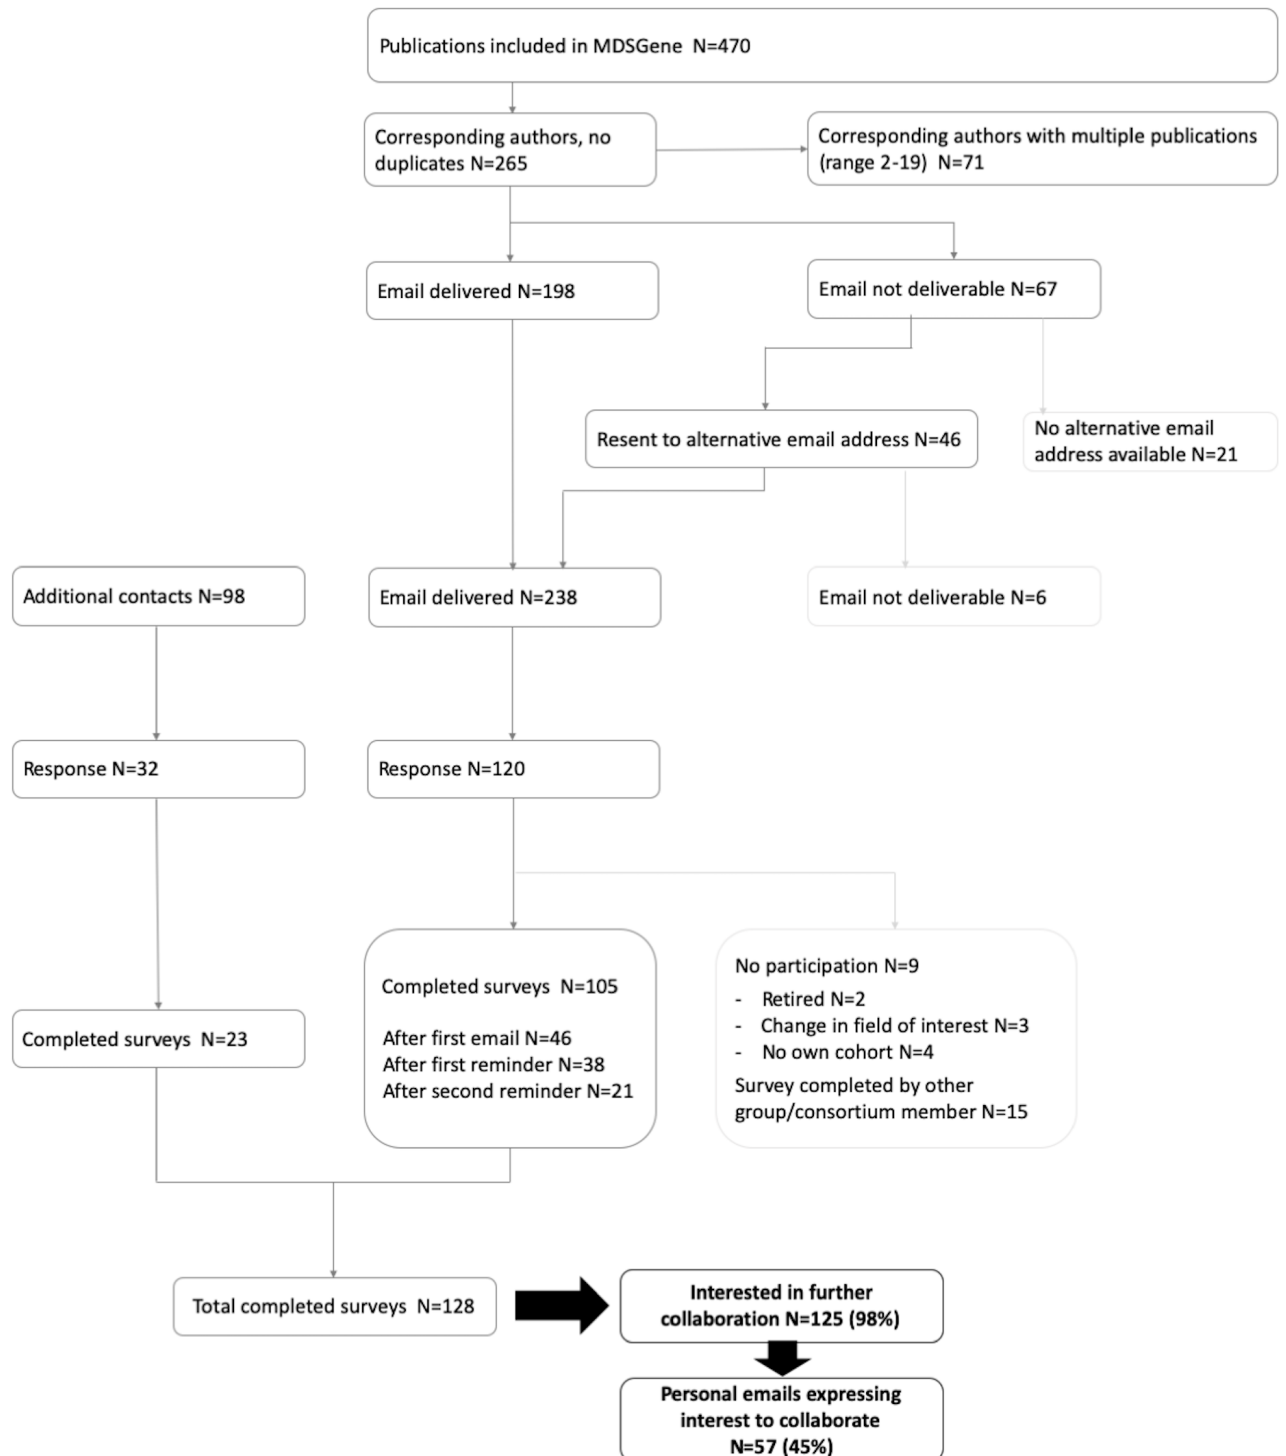 Publications included in MDSGene N=470
Corresponding authors, no
duplicates N=265
Corresponding authors with multiple publications
(range 2-19) N=71
Email delivered N=198
Email not deliverable N=67
Resent to alternative email address N=46
No alternative email
address available N=21
Additional contacts N=98
Email delivered N=238
Email not deliverable N=6
Response N=32
Response N=120
Completed surveys N=23
Completed surveys N=105
After first email N=46
After first reminder N=38
After second reminder N=21
No participation N=9
- Retired N=2
- Change in field of interest N=3
- No own cohort N=4
Survey completed by other
group/consortium member N=15
Total completed surveys N=128
Interested in further
collaboration N=125 (98%)
Personal emails expressing
interest to collaborate
N=57 (45%)